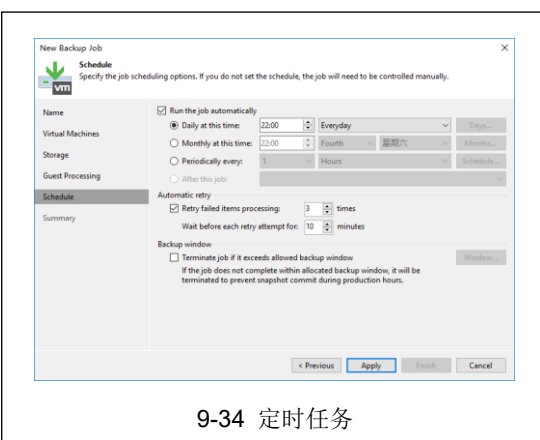 New Backup Job
Schedule
Specify the job scheduling options. If you do not set the schedule, the job will need to be controlled manually.
vm
Name
Virtual Machines
Storage
Guest Processing
Schedule
Summary
Run the job automatically
Daily at this time: 22:00 Everyday Days...
Monthly at this time: 22:00 Fourth 星期六 Months...
Periodically every: 1 Hours Schedule...
After this job:
Automatic retry
Retry failed items processing: 3 times
Wait before each retry attempt for: 10 minutes
Backup window
Terminate job if it exceeds allowed backup window Window...
If the job does not complete within allocated backup window, it will be
terminated to prevent snapshot commit during production hours.
< Previous Apply Finish Cancel
9-34 定时任务